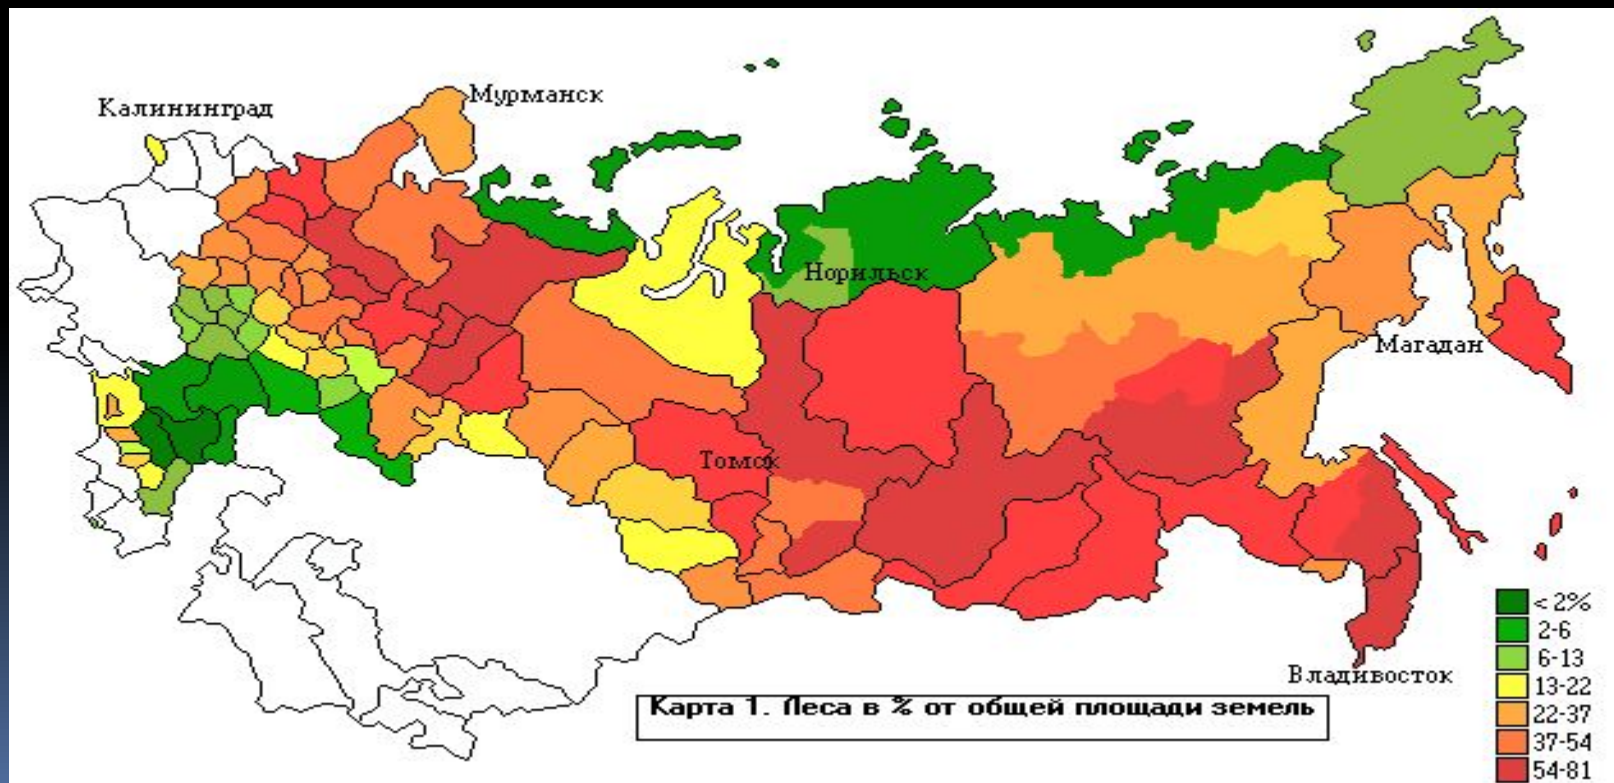 Калининград
Мурманск
Норильск
Магадан
Томск
Владивосток
Карта 1. Леса в % от общей площади земель
< 2%
2-6
6-13
13-22
22-37
37-54
54-81